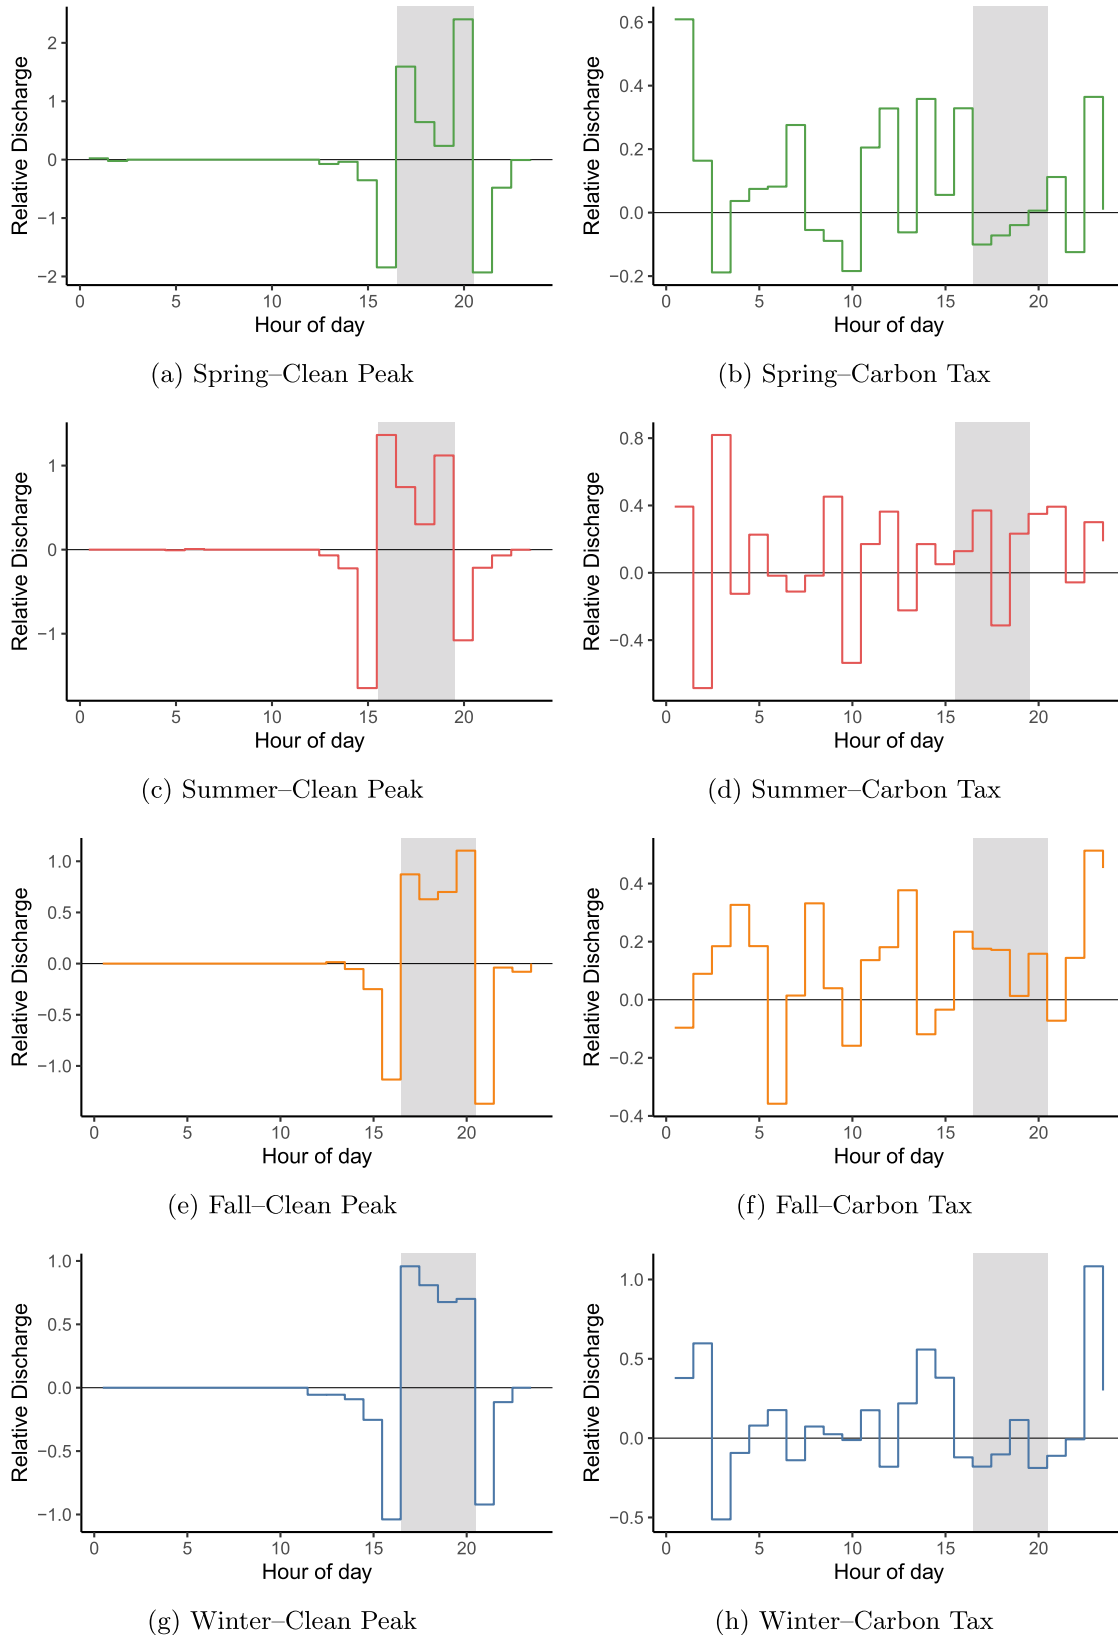 Relative Discharge
2
1
0
−1
−2
0 5 10 15 20
Hour of day
(a) Spring–Clean Peak
Relative Discharge
0.6
0.4
0.2
0.0
−0.2
0 5 10 15 20
Hour of day
(b) Spring–Carbon Tax
Relative Discharge
1
0
−1
0 5 10 15 20
Hour of day
(c) Summer–Clean Peak
Relative Discharge
0.8
0.4
0.0
−0.4
0 5 10 15 20
Hour of day
(d) Summer–Carbon Tax
Relative Discharge
1.0
0.5
0.0
−0.5
−1.0
0 5 10 15 20
Hour of day
(e) Fall–Clean Peak
Relative Discharge
0.4
0.2
0.0
−0.2
−0.4
0 5 10 15 20
Hour of day
(f) Fall–Carbon Tax
Relative Discharge
1.0
0.5
0.0
−0.5
−1.0
0 5 10 15 20
Hour of day
(g) Winter–Clean Peak
Relative Discharge
1.0
0.5
0.0
−0.5
0 5 10 15 20
Hour of day
(h) Winter–Carbon Tax